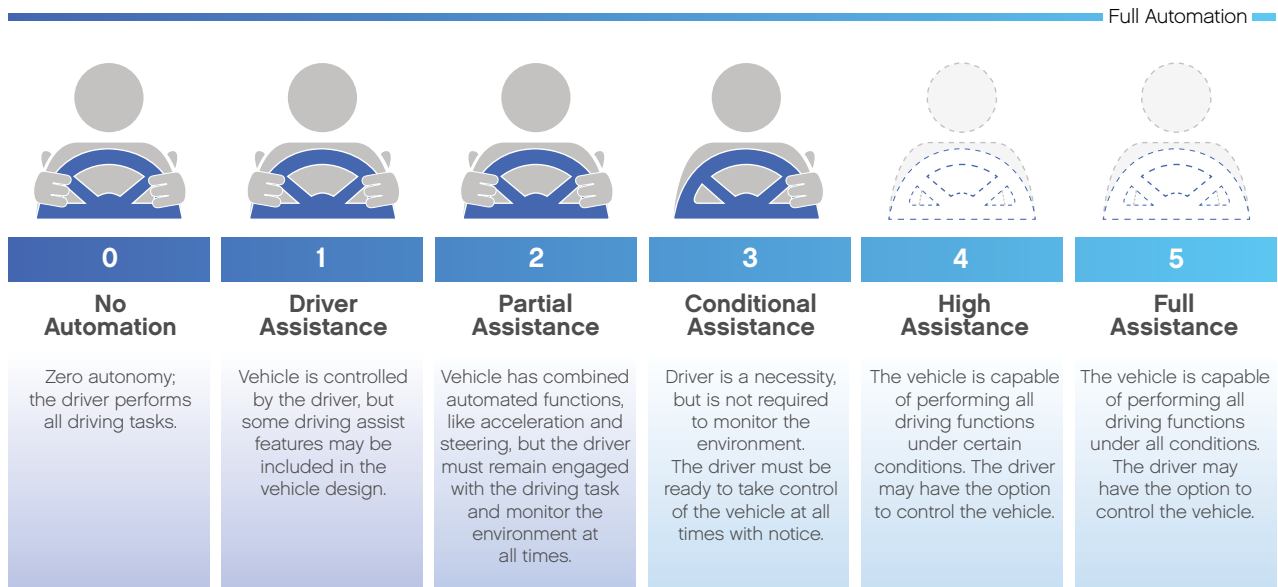 Full Automation
0
No
Automation
Zero autonomy;
the driver performs
all driving tasks.
1
Driver
Assistance
Vehicle is controlled
by the driver, but
some driving assist
features may be
included in the
vehicle design.
2
Partial
Assistance
Vehicle has combined
automated functions,
like acceleration and
steering, but the driver
must remain engaged
with the driving task
and monitor the
environment at
all times.
3
Conditional
Assistance
Driver is a necessity,
but is not required
to monitor the
environment.
The driver must be
ready to take control
of the vehicle at all
times with notice.
4
High
Assistance
The vehicle is capable
of performing all
driving functions
under certain
conditions. The driver
may have the option
to control the vehicle.
5
Full
Assistance
The vehicle is capable
of performing all
driving functions
under all conditions.
The driver may
have the option to
control the vehicle.